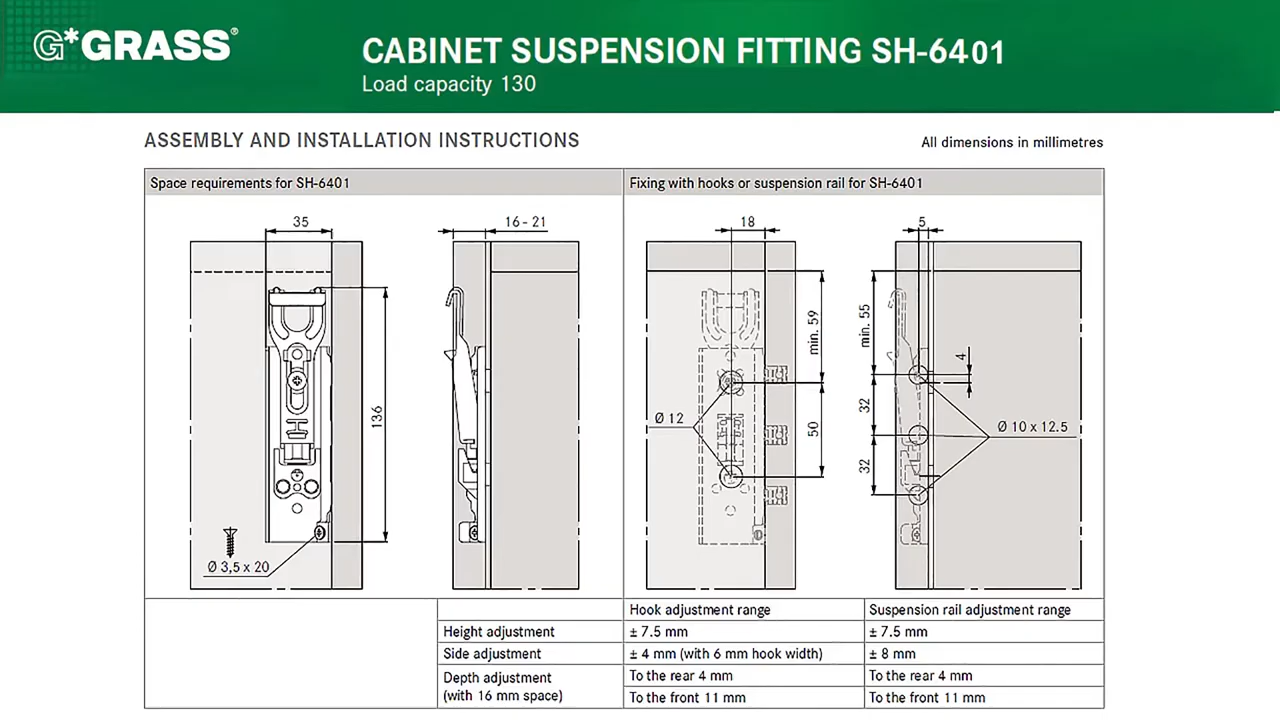 G*GRASS®
CABINET SUSPENSION FITTING SH-6401
Load capacity 130
ASSEMBLY AND INSTALLATION INSTRUCTIONS
All dimensions in millimetres
Space requirements for SH-6401
Fixing with hooks or suspension rail for SH-6401
35
16 - 21
136
Ø 3,5 x 20
18
5
min. 59
min. 55
4
Ø 12
50
32
32
Ø 10 x 12.5
Hook adjustment range
Suspension rail adjustment range
Height adjustment
± 7.5 mm
± 7.5 mm
Side adjustment
± 4 mm (with 6 mm hook width)
± 8 mm
Depth adjustment
(with 16 mm space)
To the rear 4 mm
To the rear 4 mm
To the front 11 mm
To the front 11 mm